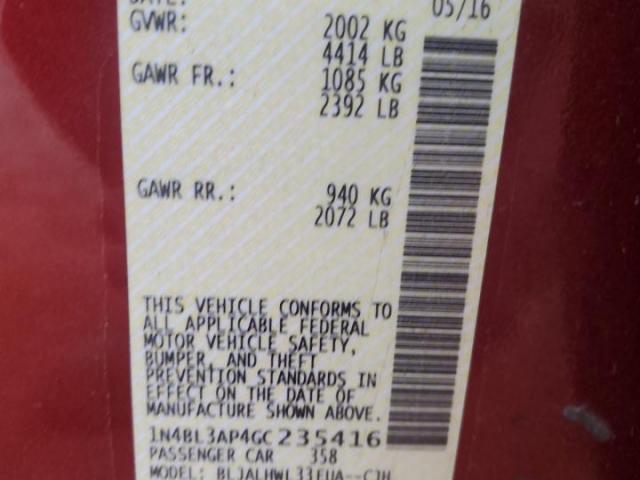 DATE: 05/16
GVWR: 2002 KG
4414 LB
GAWR FR.: 1085 KG
2392 LB
GAWR RR.: 940 KG
2072 LB
THIS VEHICLE CONFORMS TO
ALL APPLICABLE FEDERAL
MOTOR VEHICLE SAFETY,
BUMPER, AND THEFT
PREVENTION STANDARDS IN
EFFECT ON THE DATE OF
MANUFACTURE SHOWN ABOVE.
1N4BL3AP4GC235416
PASSENGER CAR 358
MODEL: